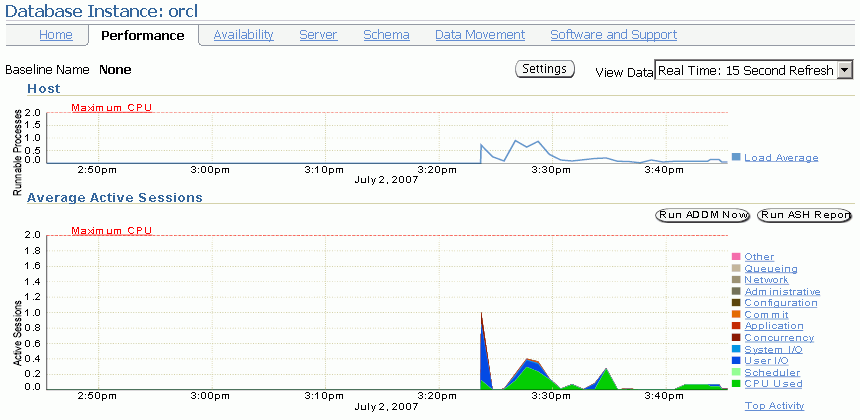 Database Instance: orcl
Home Performance Availability Server Schema Data Movement Software and Support
Baseline Name None Settings View Data Real Time: 15 Second Refresh
Host
Runnable Processes
Maximum CPU
2.0
1.5
1.0
0.5
0.0
2:50pm 3:00pm 3:10pm 3:20pm 3:30pm 3:40pm
July 2, 2007
Load Average
Average Active Sessions
Run ADDM Now Run ASH Report
Active Sessions
Maximum CPU
2.0
1.8
1.6
1.4
1.2
1.0
0.8
0.6
0.4
0.2
0.0
2:50pm 3:00pm 3:10pm 3:20pm 3:30pm 3:40pm
July 2, 2007
Other
Queueing
Network
Administrative
Configuration
Commit
Application
Concurrency
System I/O
User I/O
Scheduler
CPU Used
Top Activity